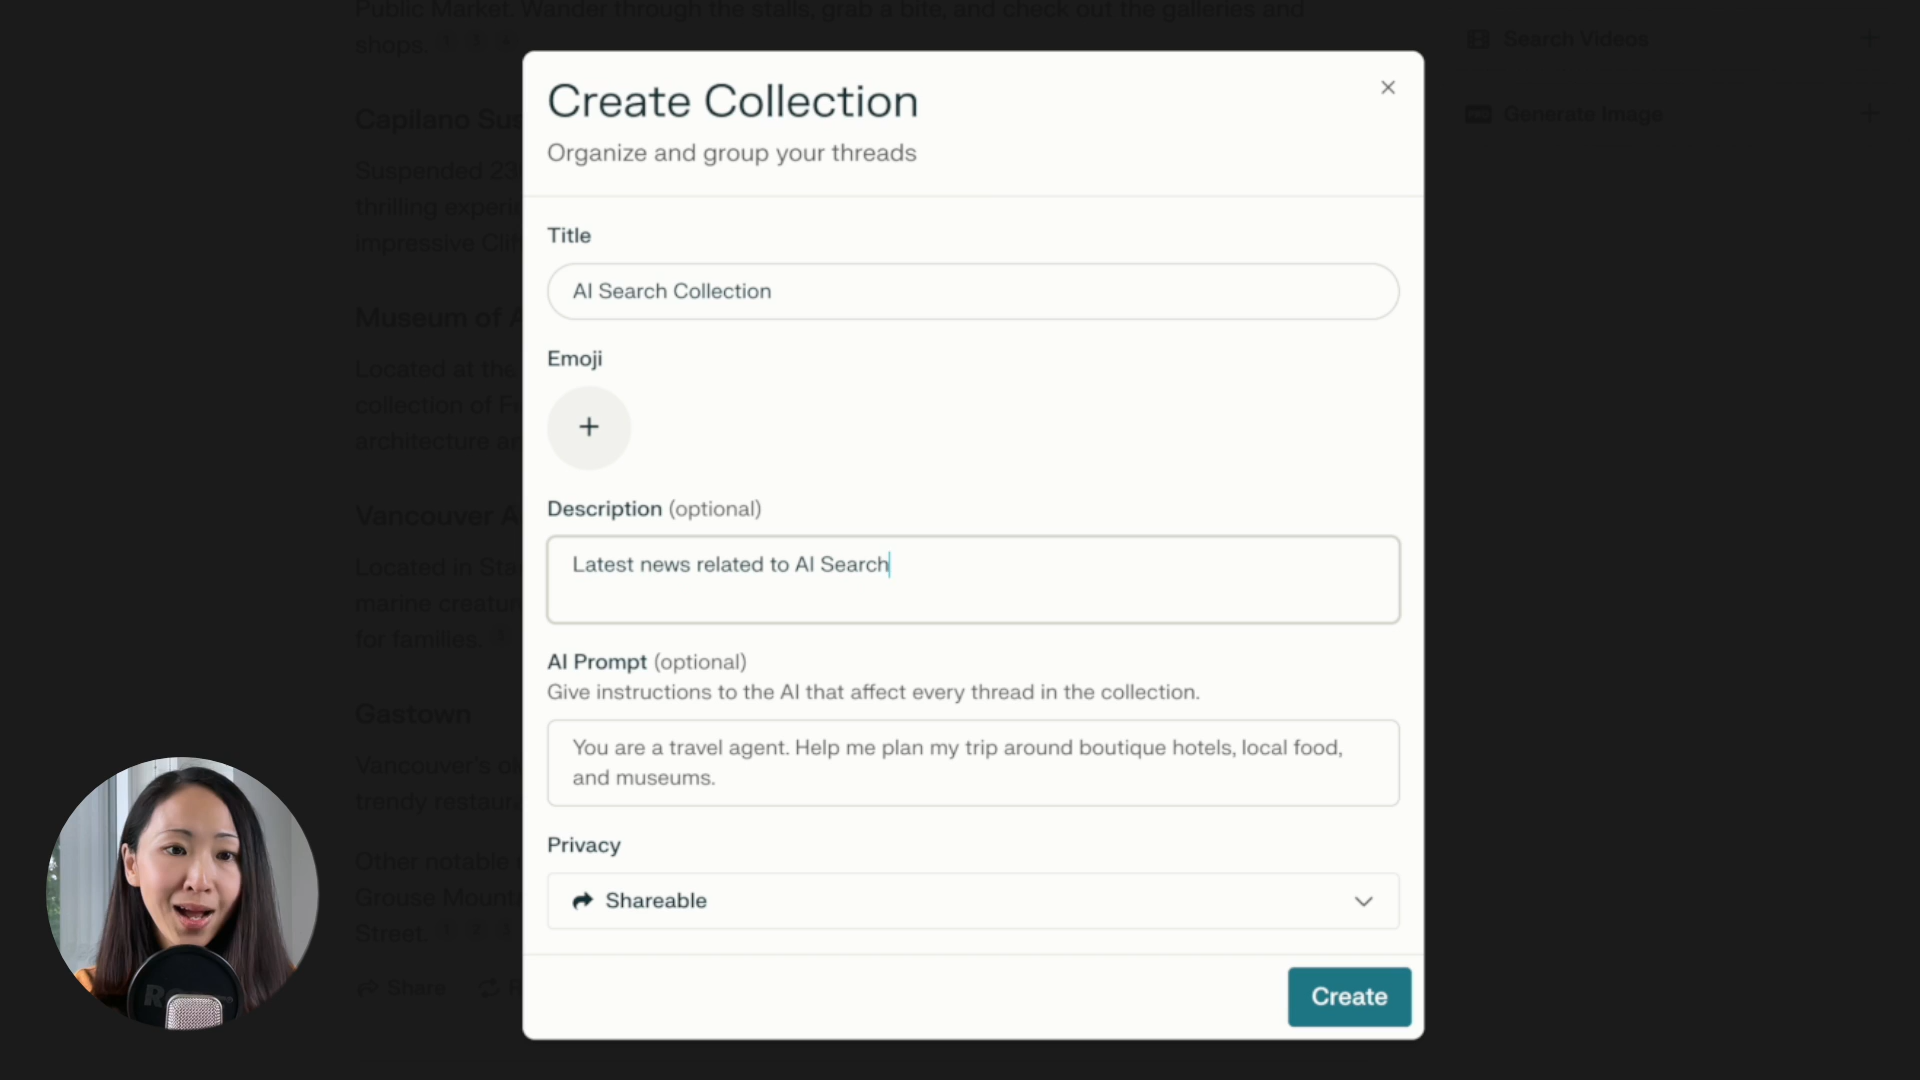 Public Market. Wander through the stalls, grab a bite, and check out the galleries and
shops.
Search Videos
Create Collection
Organize and group your threads
Generate Image
Capilano Sus
Suspended 23
thrilling experi
impressive Clif
Title
AI Search Collection
Museum of A
Located at the
collection of F
architecture a
Emoji
Description (optional)
Latest news related to AI Search
Vancouver A
Located in Sta
marine creatur
for families.
AI Prompt (optional)
Give instructions to the AI that affect every thread in the collection.
You are a travel agent. Help me plan my trip around boutique hotels, local food,
and museums.
Gastown
Vancouver's ol
trendy restaura
Privacy
Shareable
Other notable
Grouse Mounta
Street.
Share
Create